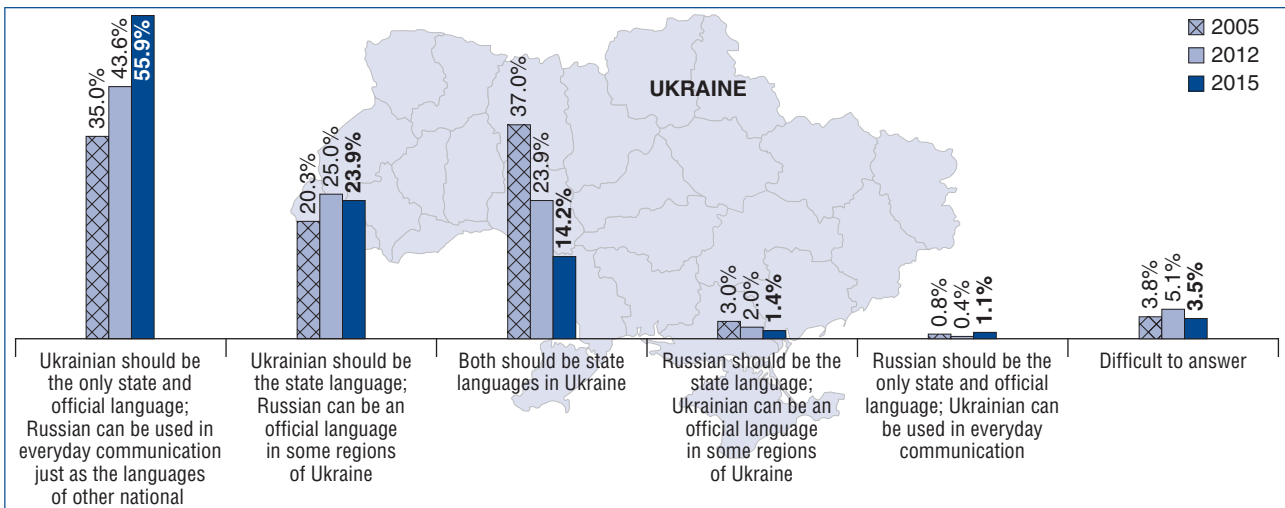 2005
2012
2015
UKRAINE
35.0%
43.6%
55.9%
20.3%
25.0%
23.9%
37.0%
23.9%
14.2%
3.0%
2.0%
1.4%
0.8%
0.4%
1.1%
3.8%
5.1%
3.5%
Ukrainian should be
the only state and
official language;
Russian can be used in
everyday communication
just as the languages
of other national
Ukrainian should be
the state language;
Russian can be an
official language
in some regions
of Ukraine
Both should be state
languages in Ukraine
Russian should be the
state language;
Ukrainian can be an
official language
in some regions
of Ukraine
Russian should be the
only state and official
language; Ukrainian can
be used in everyday
communication
Difficult to answer